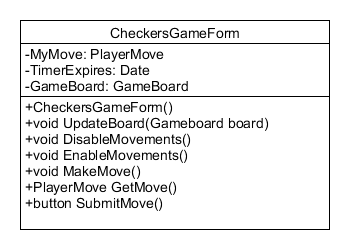 CheckersGameForm
-MyMove: PlayerMove
-TimerExpires: Date
-GameBoard: GameBoard
+CheckersGameForm()
+void UpdateBoard(Gameboard board)
+void DisableMovements()
+void EnableMovements()
+void MakeMove()
+PlayerMove GetMove()
+button SubmitMove()